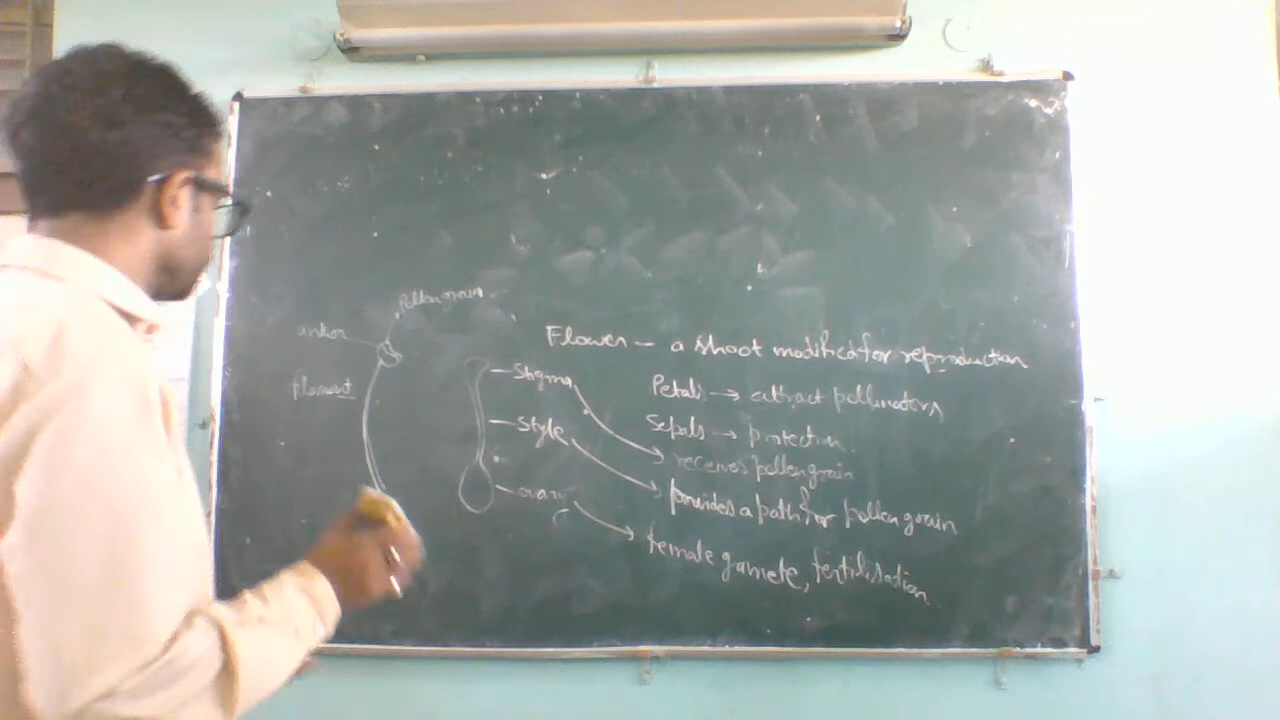 Pollen grain
anther
filament
Flower - a shoot modified for reproduction
Stigma
Petals → attract pollinators
Style
Sepals → protection
receives pollen grain
ovary
provides a path for pollen grain
female gamete, fertilisation